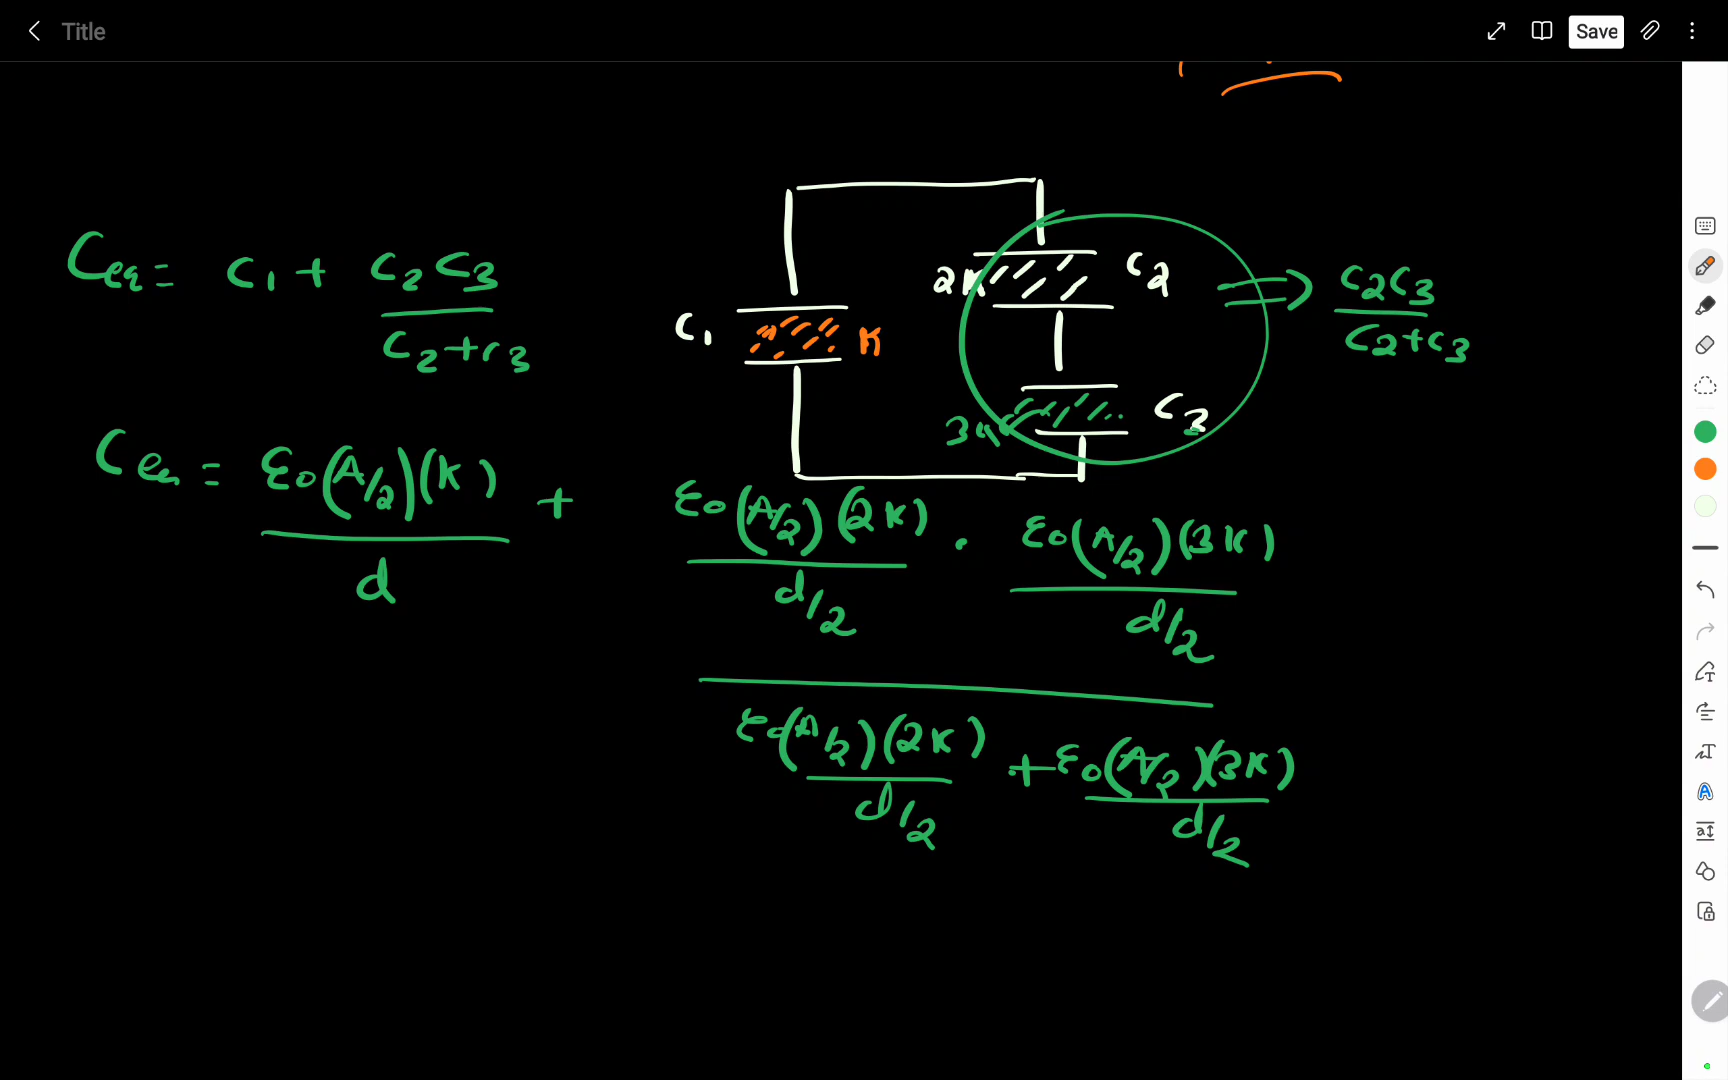 Title
Save
Ceq = C1 + C2C3 / C2+C3
C1
K
2K
C2
3K
C3
⇒ C2C3 / C2+C3
Ceq = ε0(A/2)(K) / d + ε0(A/2)(2K) / d/2 . ε0(A/2)(3K) / d/2
ε0(A/2)(2K) / d/2 + ε0(A/2)(3K) / d/2